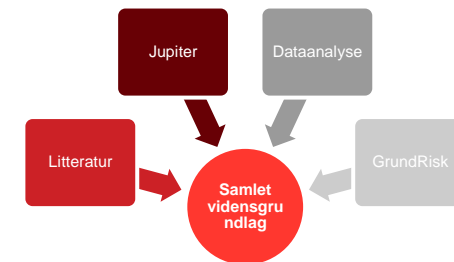 Jupiter
Dataanalyse
Litteratur
GrundRisk
Samlet
vidensgru
ndlag